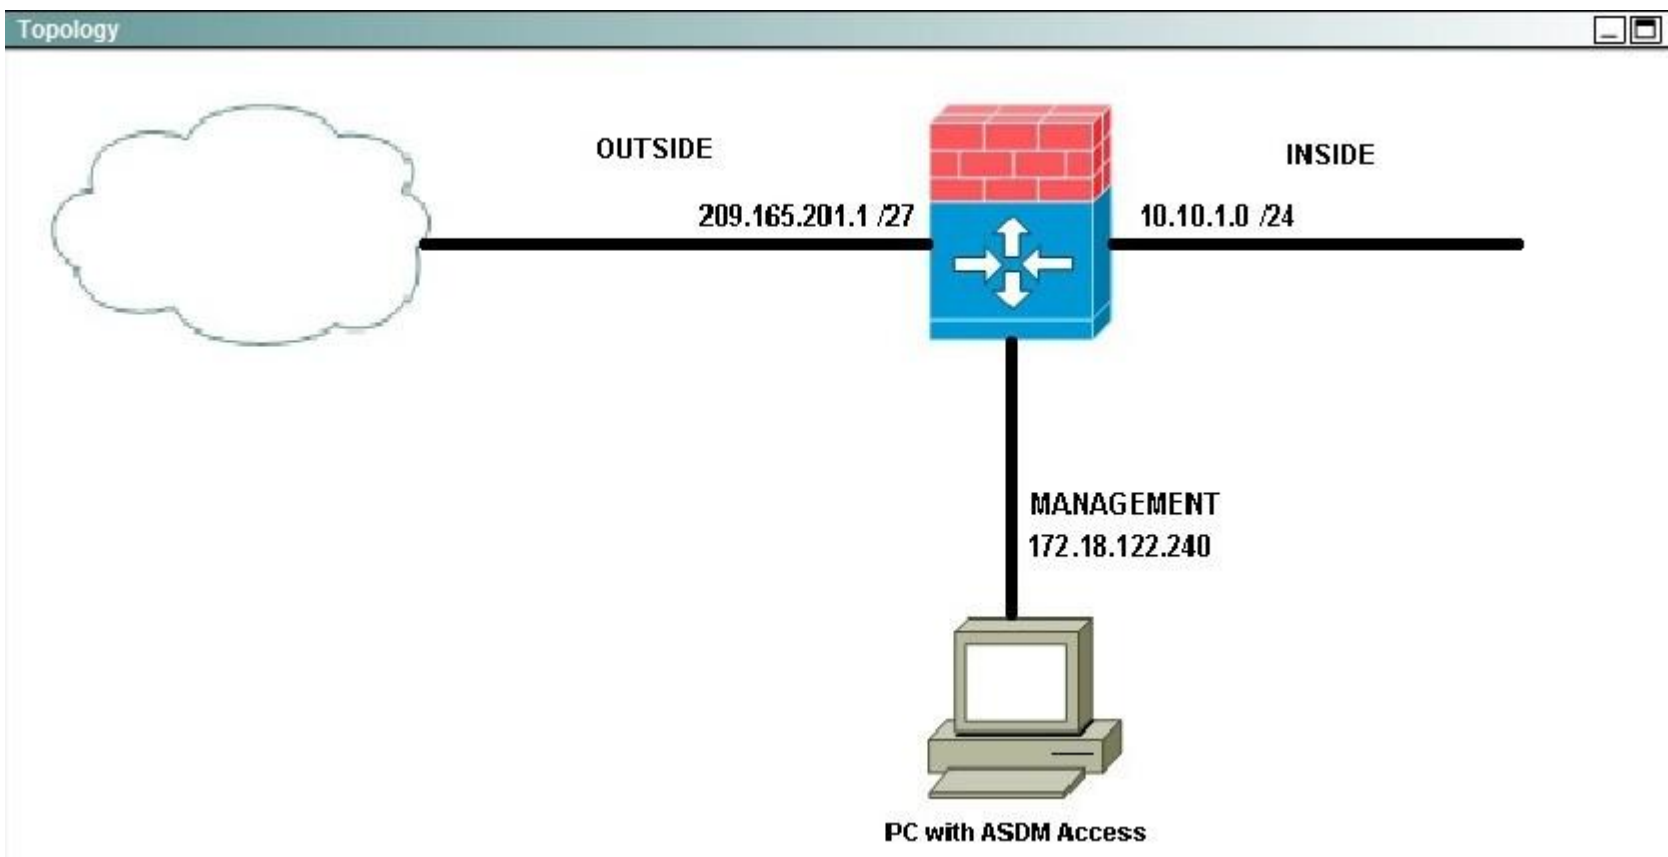 Topology
OUTSIDE
INSIDE
209.165.201.1 /27
10.10.1.0 /24
MANAGEMENT
172.18.122.240
PC with ASDM Access